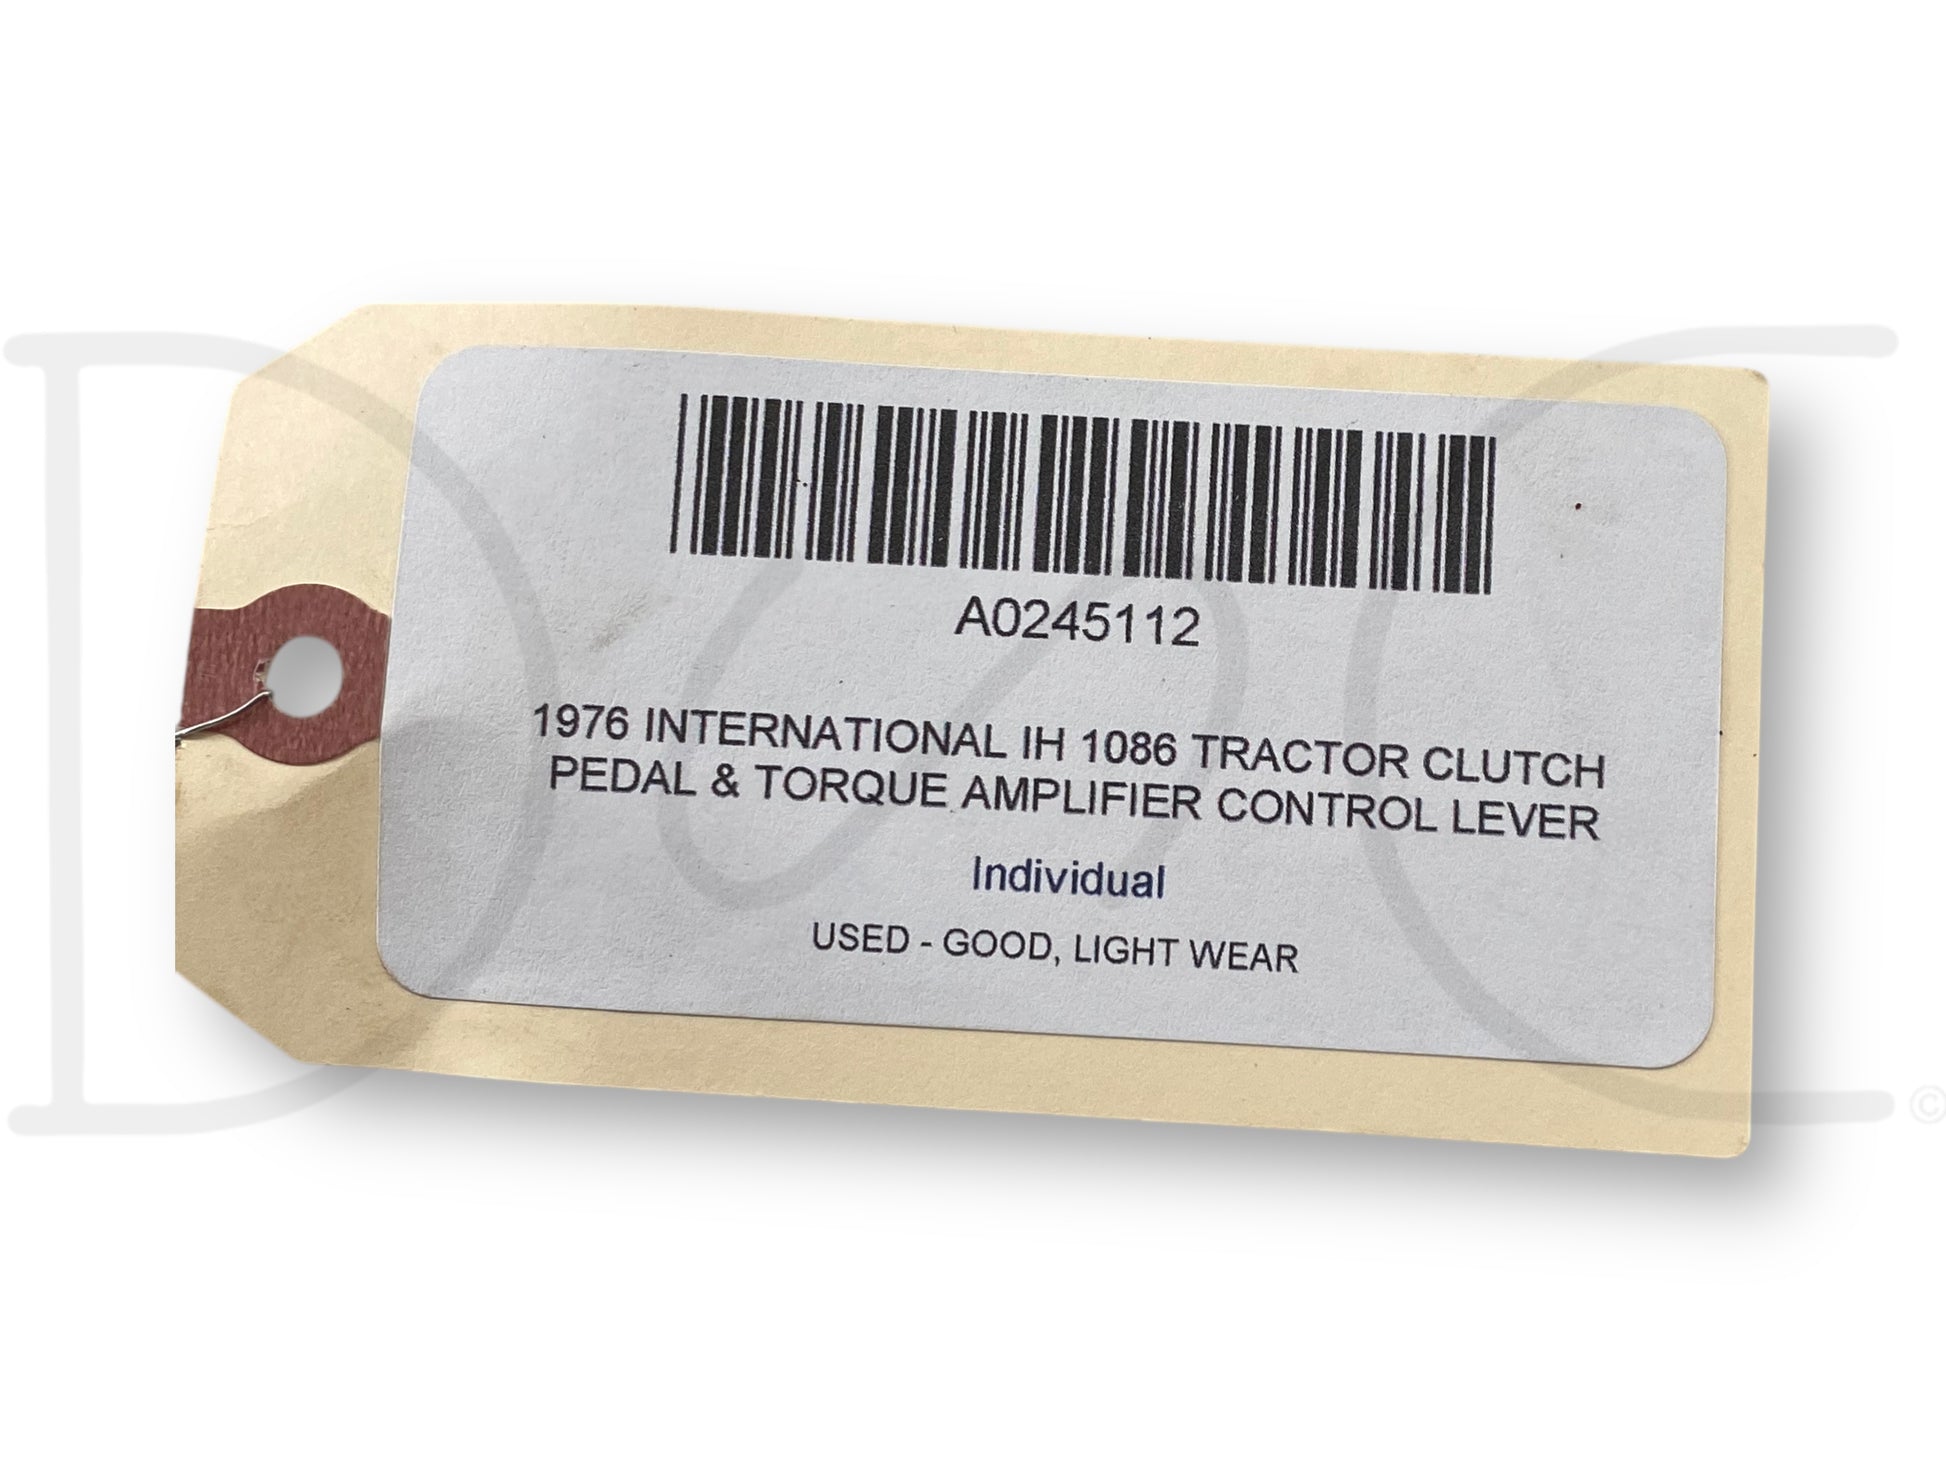 A0245112
1976 INTERNATIONAL IH 1086 TRACTOR CLUTCH
PEDAL & TORQUE AMPLIFIER CONTROL LEVER
Individual
USED - GOOD, LIGHT WEAR
©